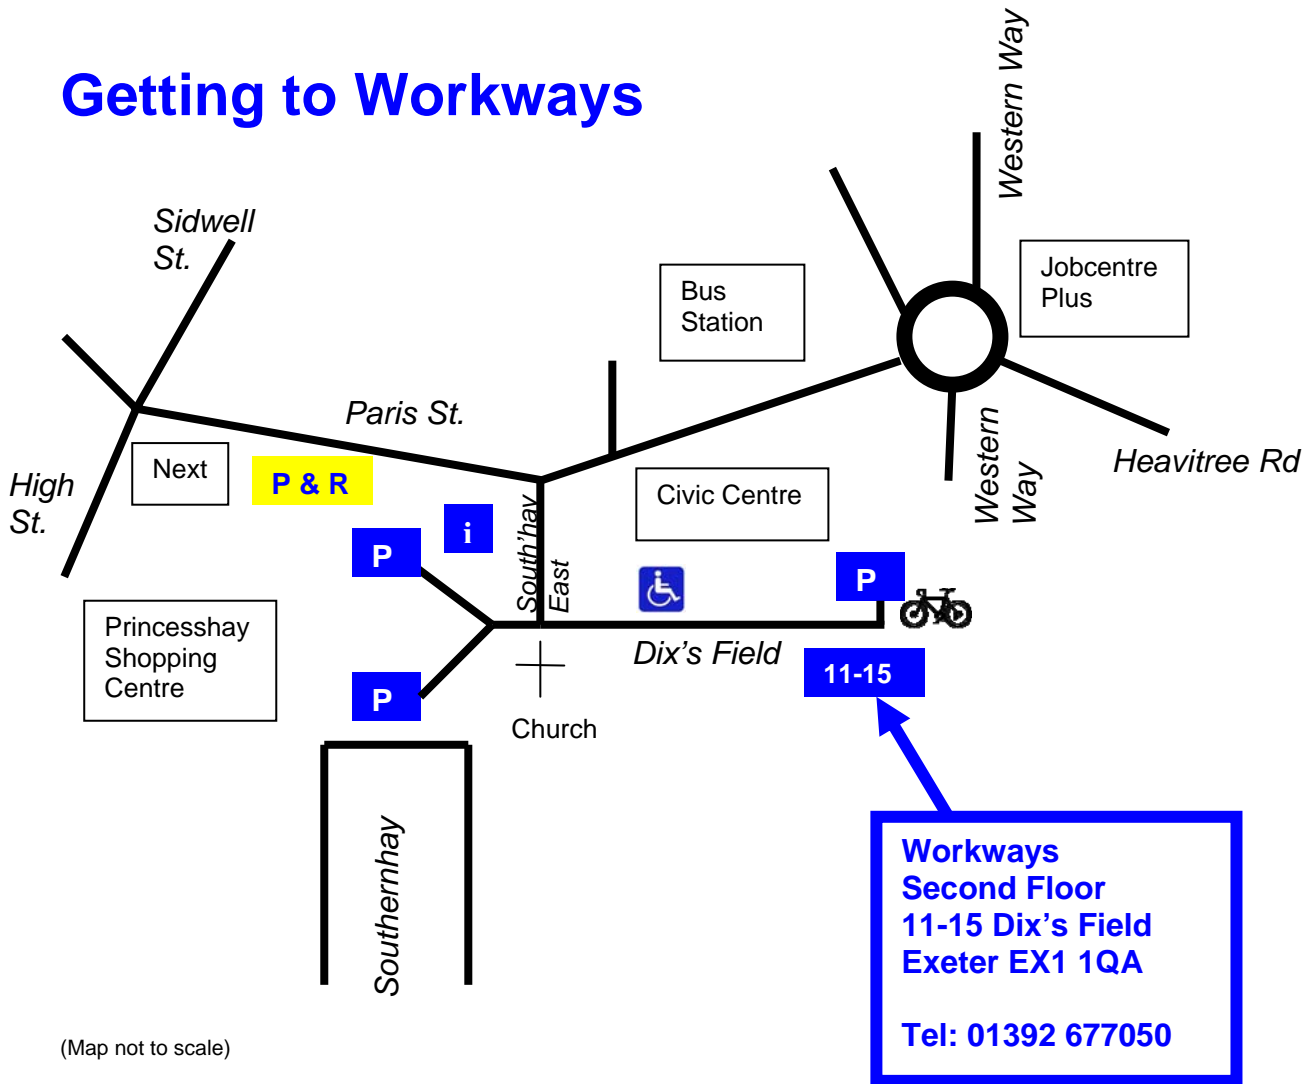 Getting to Workways
Western Way
Sidwell
St.
Jobcentre
Plus
Bus
Station
Paris St.
Western
Way
Heavitree Rd
High
St.
Next
P & R
Civic Centre
i
South'hay
East
P
P
Princesshay
Shopping
Centre
Dix's Field
11-15
P
Church
Southernhay
Workways
Second Floor
11-15 Dix's Field
Exeter EX1 1QA
Tel: 01392 677050
(Map not to scale)